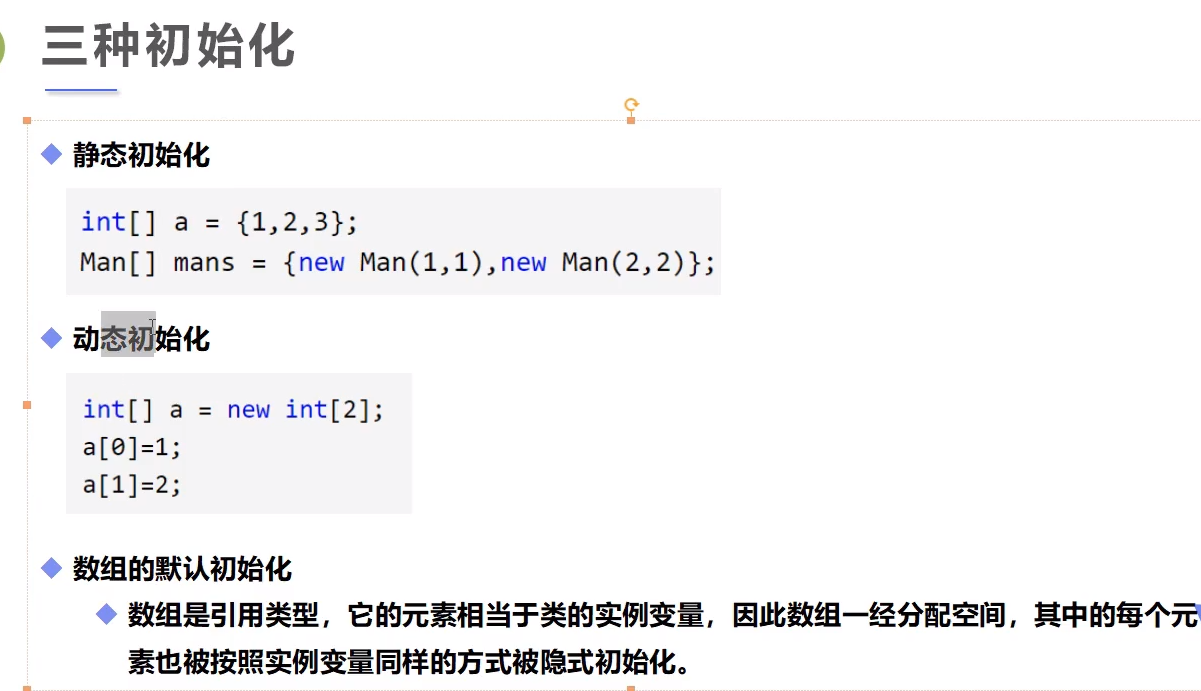 三种初始化
静态初始化
int[] a = {1,2,3};
Man[] mans = {new Man(1,1),new Man(2,2)};
动态初始化
int[] a = new int[2];
a[0]=1;
a[1]=2;
数组的默认初始化
数组是引用类型，它的元素相当于类的实例变量，因此数组一经分配空间，其中的每个元
素也被按照实例变量同样的方式被隐式初始化。